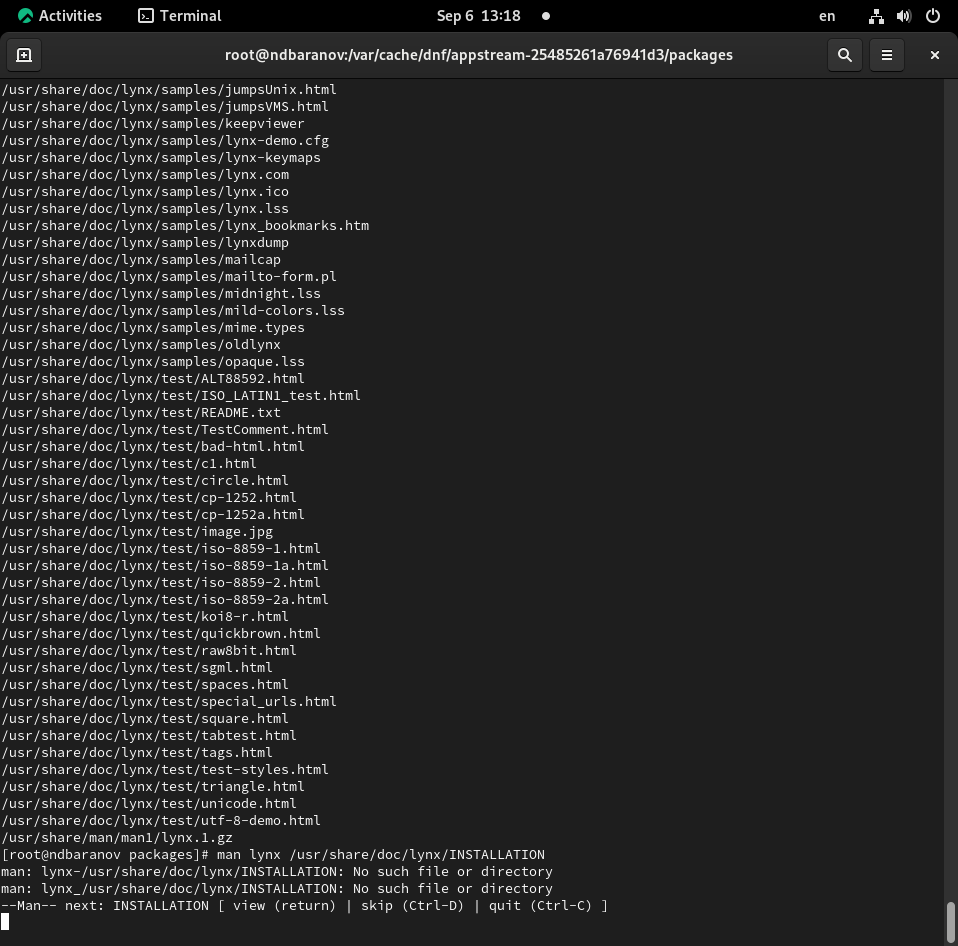 Activities
Terminal
Sep 6 13:18
en
root@ndbaranov:/var/cache/dnf/appstream-25485261a76941d3/packages
/usr/share/doc/lynx/samples/jumpsUnix.html
/usr/share/doc/lynx/samples/jumpsVMS.html
/usr/share/doc/lynx/samples/keepviewer
/usr/share/doc/lynx/samples/lynx-demo.cfg
/usr/share/doc/lynx/samples/lynx-keymaps
/usr/share/doc/lynx/samples/lynx.com
/usr/share/doc/lynx/samples/lynx.ico
/usr/share/doc/lynx/samples/lynx.lss
/usr/share/doc/lynx/samples/lynx_bookmarks.htm
/usr/share/doc/lynx/samples/lynxdump
/usr/share/doc/lynx/samples/mailcap
/usr/share/doc/lynx/samples/mailto-form.pl
/usr/share/doc/lynx/samples/midnight.lss
/usr/share/doc/lynx/samples/mild-colors.lss
/usr/share/doc/lynx/samples/mime.types
/usr/share/doc/lynx/samples/oldlynx
/usr/share/doc/lynx/samples/opaque.lss
/usr/share/doc/lynx/test/ALT88592.html
/usr/share/doc/lynx/test/ISO_LATIN1_test.html
/usr/share/doc/lynx/test/README.txt
/usr/share/doc/lynx/test/TestComment.html
/usr/share/doc/lynx/test/bad-html.html
/usr/share/doc/lynx/test/c1.html
/usr/share/doc/lynx/test/circle.html
/usr/share/doc/lynx/test/cp-1252.html
/usr/share/doc/lynx/test/cp-1252a.html
/usr/share/doc/lynx/test/image.jpg
/usr/share/doc/lynx/test/iso-8859-1.html
/usr/share/doc/lynx/test/iso-8859-1a.html
/usr/share/doc/lynx/test/iso-8859-2.html
/usr/share/doc/lynx/test/iso-8859-2a.html
/usr/share/doc/lynx/test/koi8-r.html
/usr/share/doc/lynx/test/quickbrown.html
/usr/share/doc/lynx/test/raw8bit.html
/usr/share/doc/lynx/test/sgml.html
/usr/share/doc/lynx/test/spaces.html
/usr/share/doc/lynx/test/special_urls.html
/usr/share/doc/lynx/test/square.html
/usr/share/doc/lynx/test/tabtest.html
/usr/share/doc/lynx/test/tags.html
/usr/share/doc/lynx/test/test-styles.html
/usr/share/doc/lynx/test/triangle.html
/usr/share/doc/lynx/test/unicode.html
/usr/share/doc/lynx/test/utf-8-demo.html
/usr/share/man/man1/lynx.1.gz
[root@ndbaranov packages]# man lynx /usr/share/doc/lynx/INSTALLATION
man: lynx-/usr/share/doc/lynx/INSTALLATION: No such file or directory
man: lynx_/usr/share/doc/lynx/INSTALLATION: No such file or directory
--Man-- next: INSTALLATION [ view (return) | skip (Ctrl-D) | quit (Ctrl-C) ]